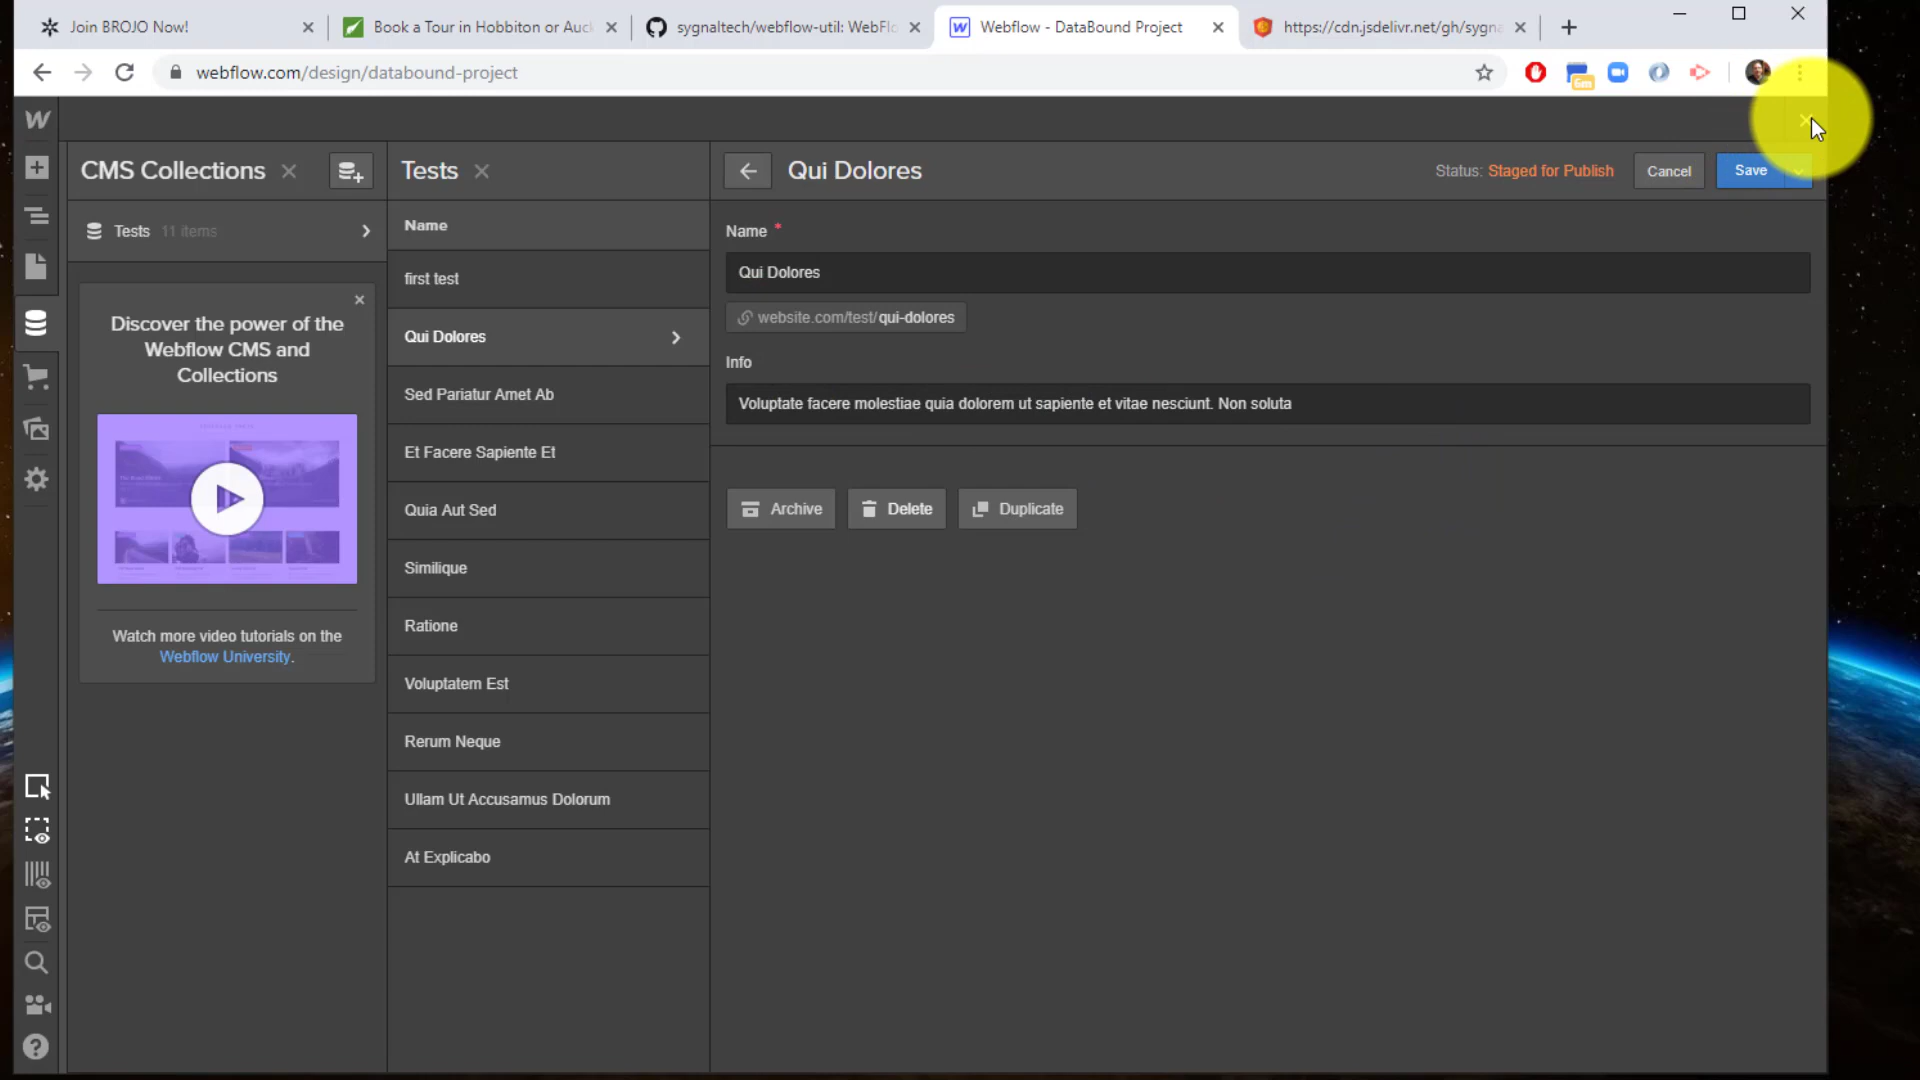 Join BROJO Now!
Book a Tour in Hobbiton or Auck
sygnaltech/webflow-util: WebFlo
Webflow - DataBound Project
https://cdn.jsdelivr.net/gh/sygna
webflow.com/design/databound-project
6m
CMS Collections
Tests
Qui Dolores
Status: Staged for Publish
Cancel
Save
Tests 11 items
Name
Name *
first test
Qui Dolores
Qui Dolores
website.com/test/qui-dolores
Discover the power of the
Webflow CMS and
Collections
Info
Sed Pariatur Amet Ab
Voluptate facere molestiae quia dolorem ut sapiente et vitae nesciunt. Non soluta
Et Facere Sapiente Et
Quia Aut Sed
Archive
Delete
Duplicate
Similique
Ratione
Watch more video tutorials on the
Webflow University.
Voluptatem Est
Rerum Neque
Ullam Ut Accusamus Dolorum
At Explicabo